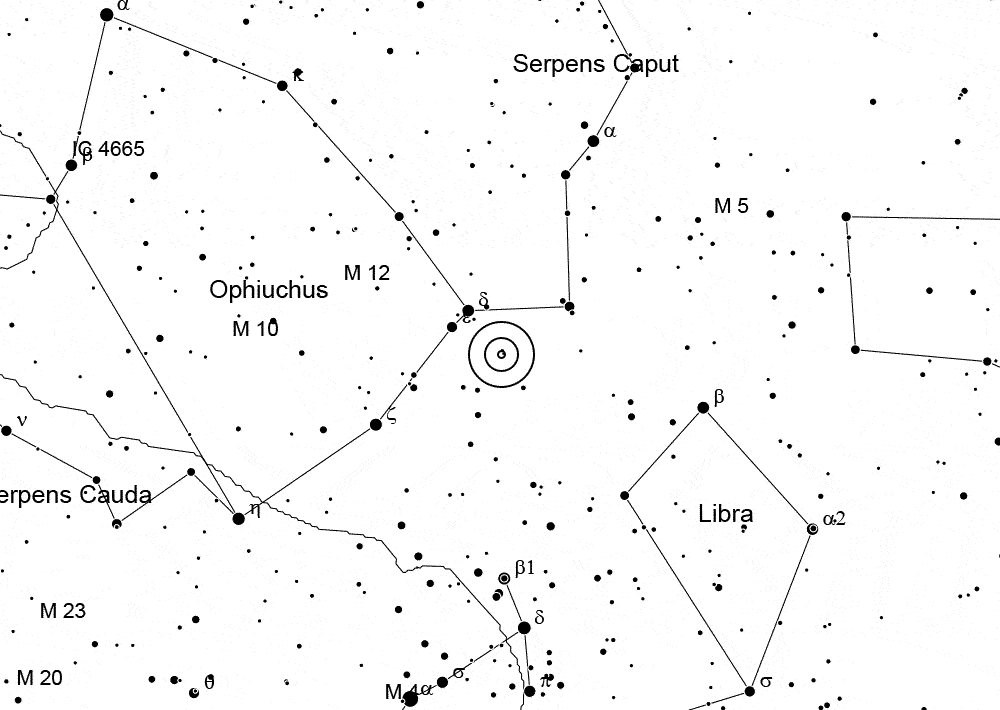 α
Serpens Caput
κ
α
IC 4665
β
M 5
M 12
Ophiuchus
δ
ε
M 10
β
ζ
ν
Serpens Cauda
η
Libra
α2
β1
M 23
δ
σ
M 20
θ
M 4
α
π
σ